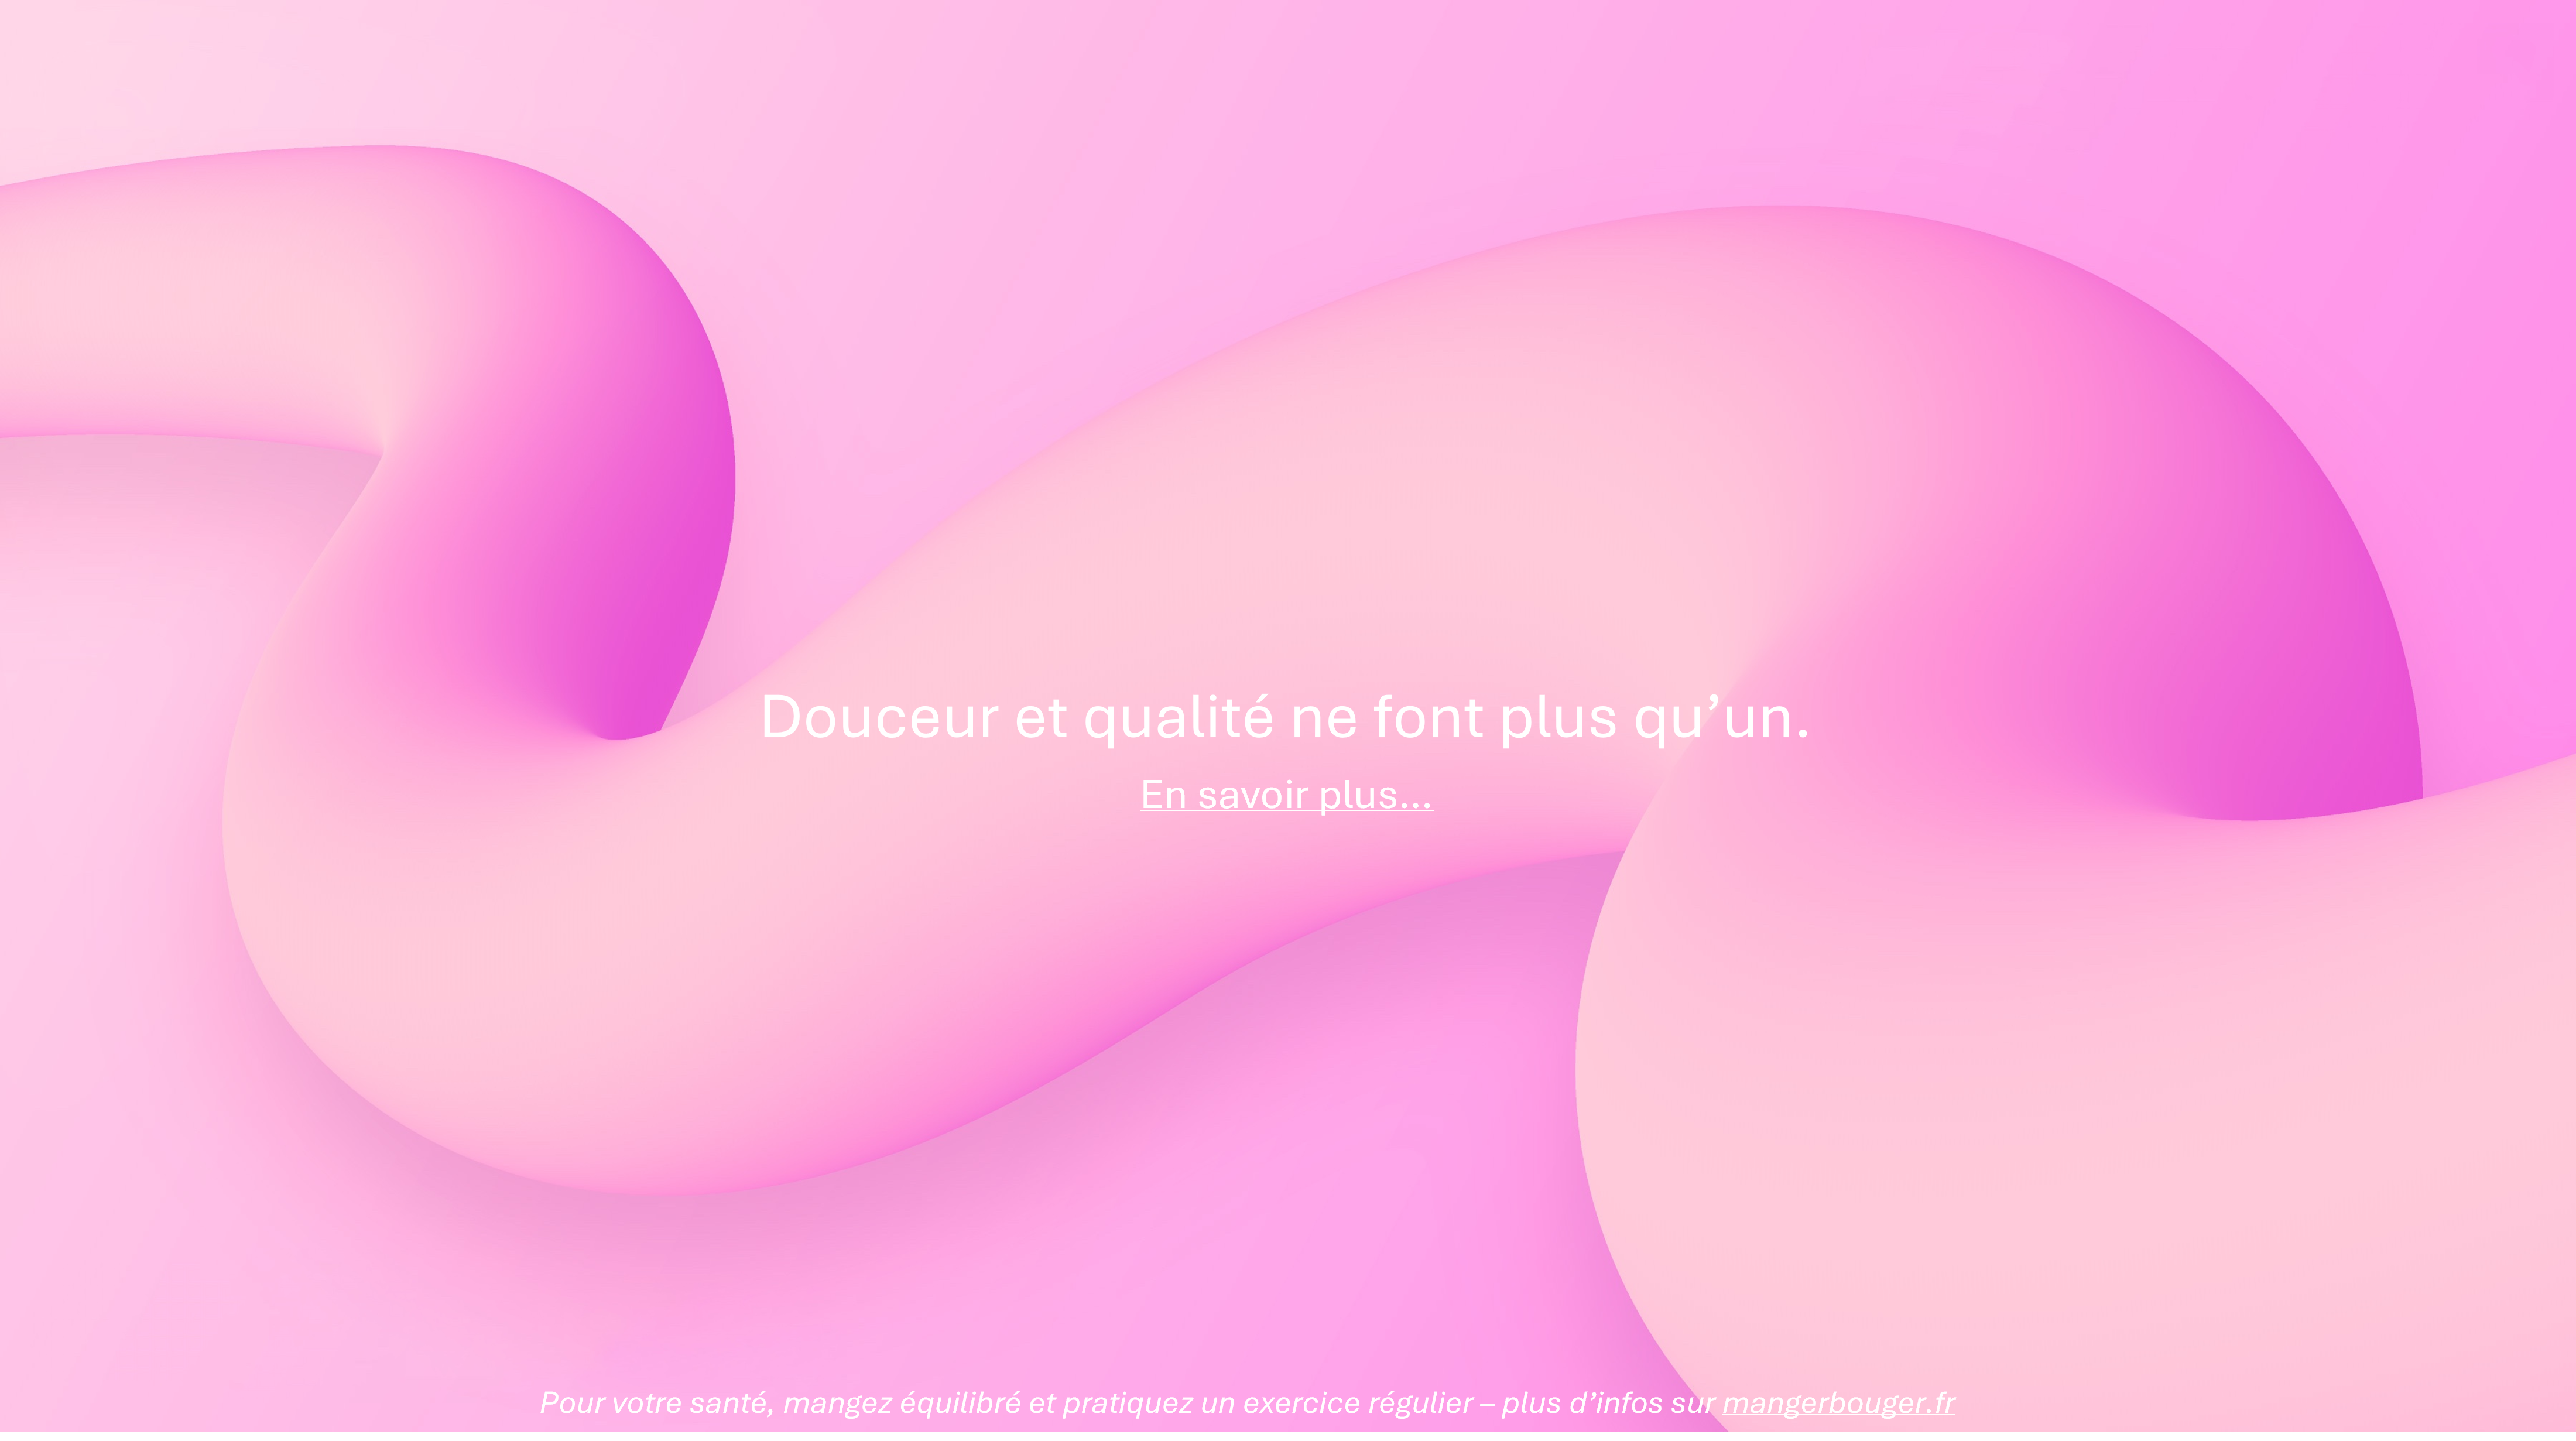 Douceur et qualité ne font plus qu’un.
En savoir plus...
Pour votre santé, mangez équilibré et pratiquez un exercice régulier – plus d’infos sur mangerbouger.fr